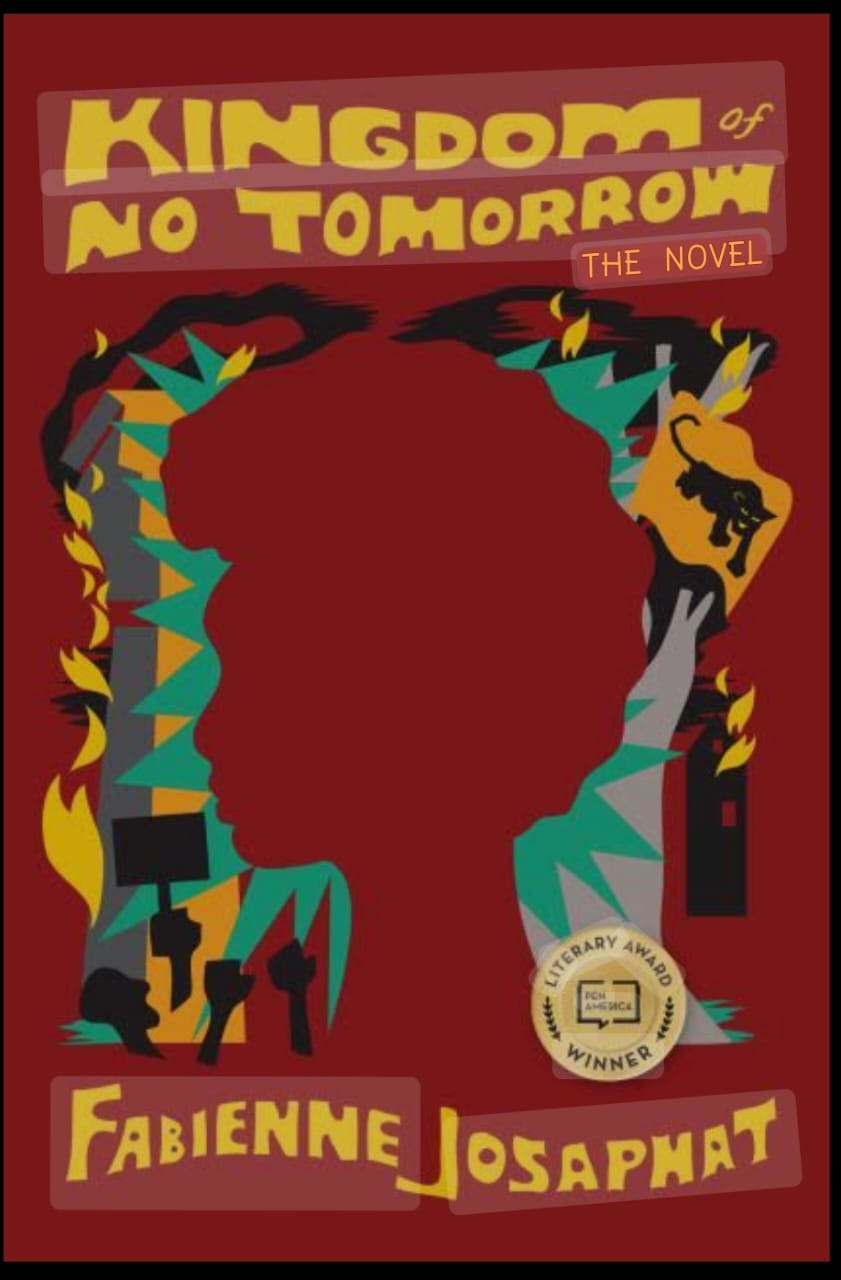 KINGDOM of
NO TOMORROW
THE NOVEL
LITERARY AWARD
PEN
AMERICA
WINNER
FABIENNE JOSAPHAT